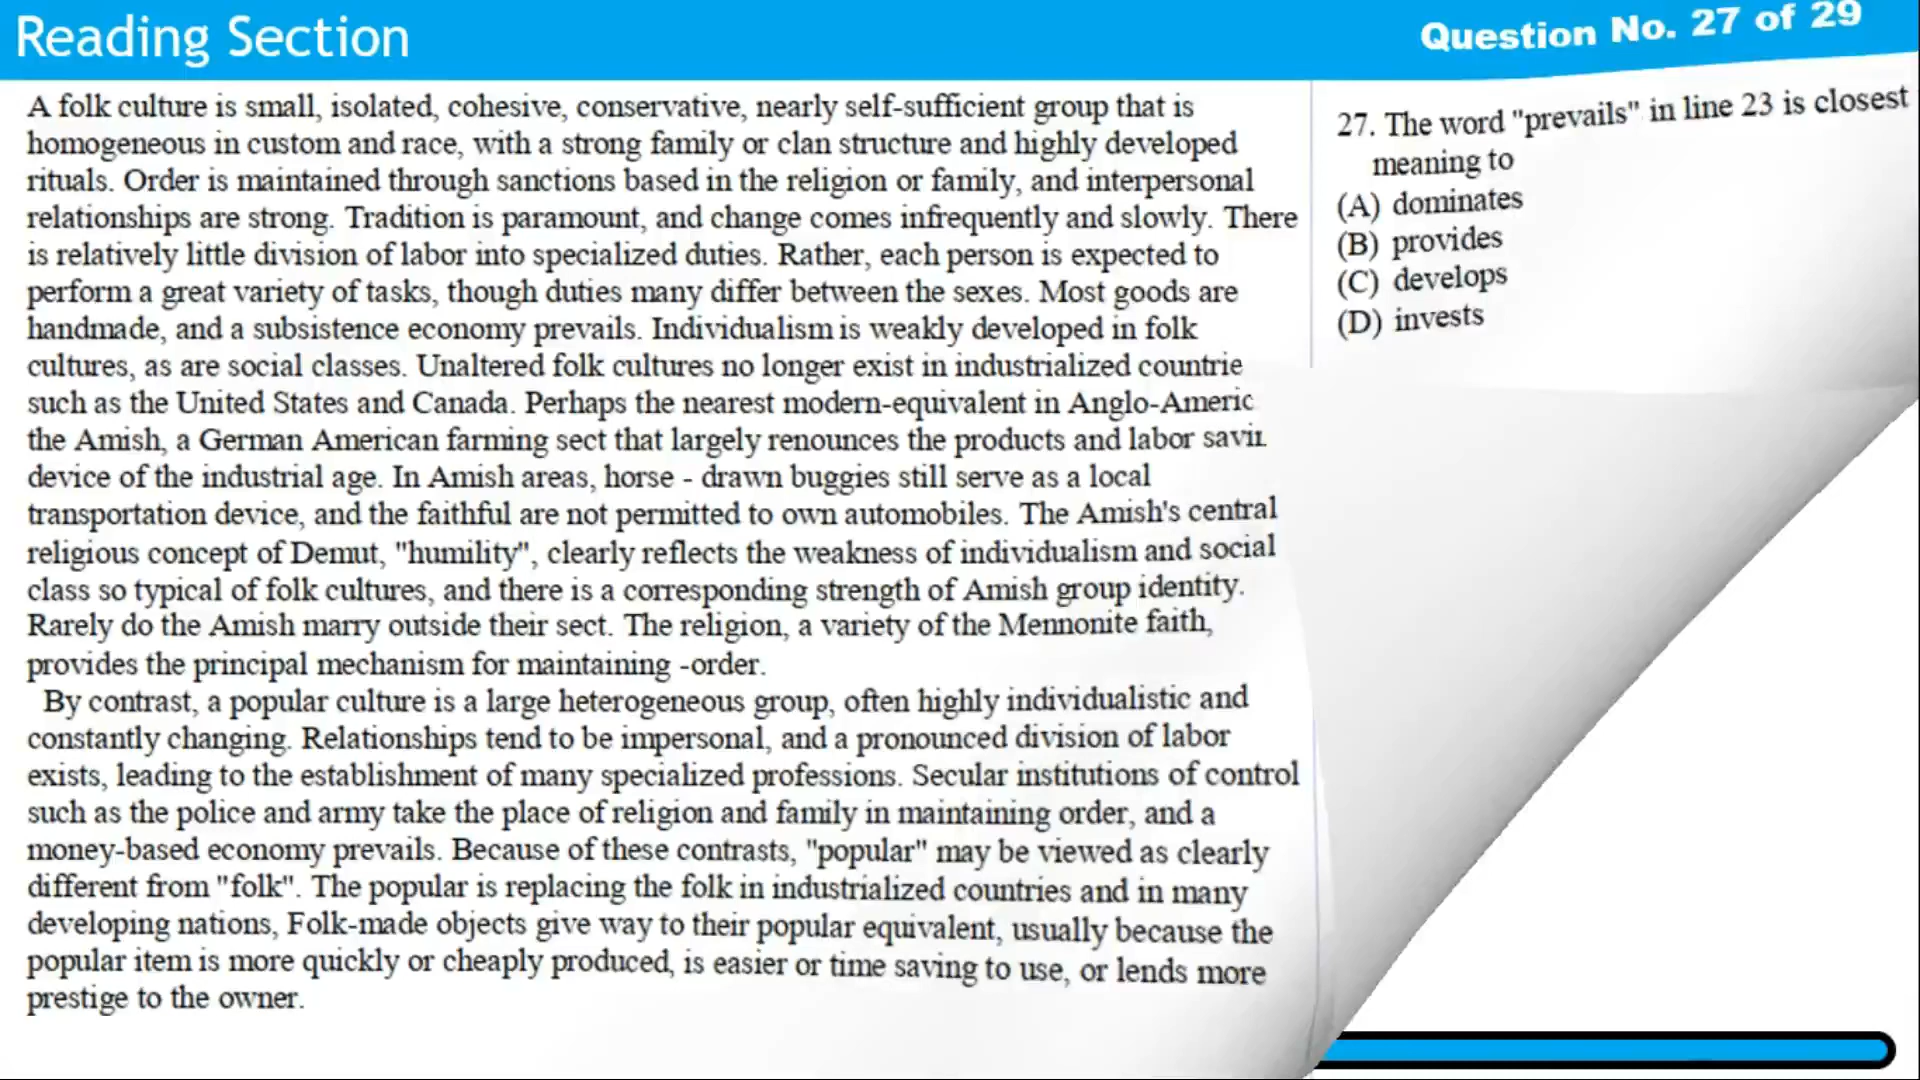 Reading Section
Question No. 27 of 29
A folk culture is small, isolated, cohesive, conservative, nearly self-sufficient group that is
homogeneous in custom and race, with a strong family or clan structure and highly developed
rituals. Order is maintained through sanctions based in the religion or family, and interpersonal
relationships are strong. Tradition is paramount, and change comes infrequently and slowly. There
is relatively little division of labor into specialized duties. Rather, each person is expected to
perform a great variety of tasks, though duties many differ between the sexes. Most goods are
handmade, and a subsistence economy prevails. Individualism is weakly developed in folk
cultures, as are social classes. Unaltered folk cultures no longer exist in industrialized countrie
such as the United States and Canada. Perhaps the nearest modern-equivalent in Anglo-Americ
the Amish, a German American farming sect that largely renounces the products and labor
device of the industrial age. In Amish areas, horse - drawn buggies still serve as a local
transportation device, and the faithful are not permitted to own automobiles. The Amish's central
religious concept of Demut, "humility", clearly reflects the weakness of individualism and social
class so typical of folk cultures, and there is a corresponding strength of Amish group identity.
Rarely do the Amish marry outside their sect. The religion, a variety of the Mennonite faith,
provides the principal mechanism for maintaining -order.
By contrast, a popular culture is a large heterogeneous group, often highly individualistic and
constantly changing. Relationships tend to be impersonal, and a pronounced division of labor
exists, leading to the establishment of many specialized professions. Secular institutions of control
such as the police and army take the place of religion and family in maintaining order, and a
money-based economy prevails. Because of these contrasts, "popular" may be viewed as clearly
different from "folk". The popular is replacing the folk in industrialized countries and in many
developing nations, Folk-made objects give way to their popular equivalent, usually because the
popular item is more quickly or cheaply produced, is easier or time saving to use, or lends more
prestige to the owner.
27. The word "prevails" in line 23 is closest
meaning to
(A) dominates
(B) provides
(C) develops
(D) invests